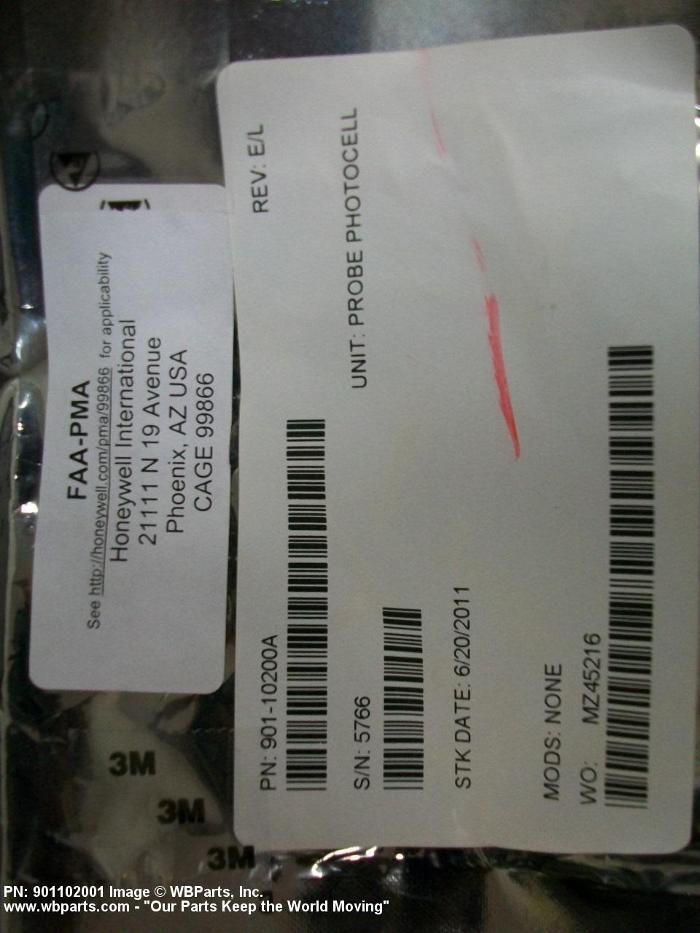 FAA-PMA
See http://honeywell.com/pma/99866 for applicability
Honeywell International
21111 N 19 Avenue
Phoenix, AZ USA
CAGE 99866
PN: 901-10200A
REV: E/L
S/N: 5766
UNIT: PROBE PHOTOCELL
STK DATE: 6/20/2011
MODS: NONE
WO: MZ45216
3M
3M
3M
PN: 901102001 Image © WBParts, Inc.
www.wbparts.com - "Our Parts Keep the World Moving"